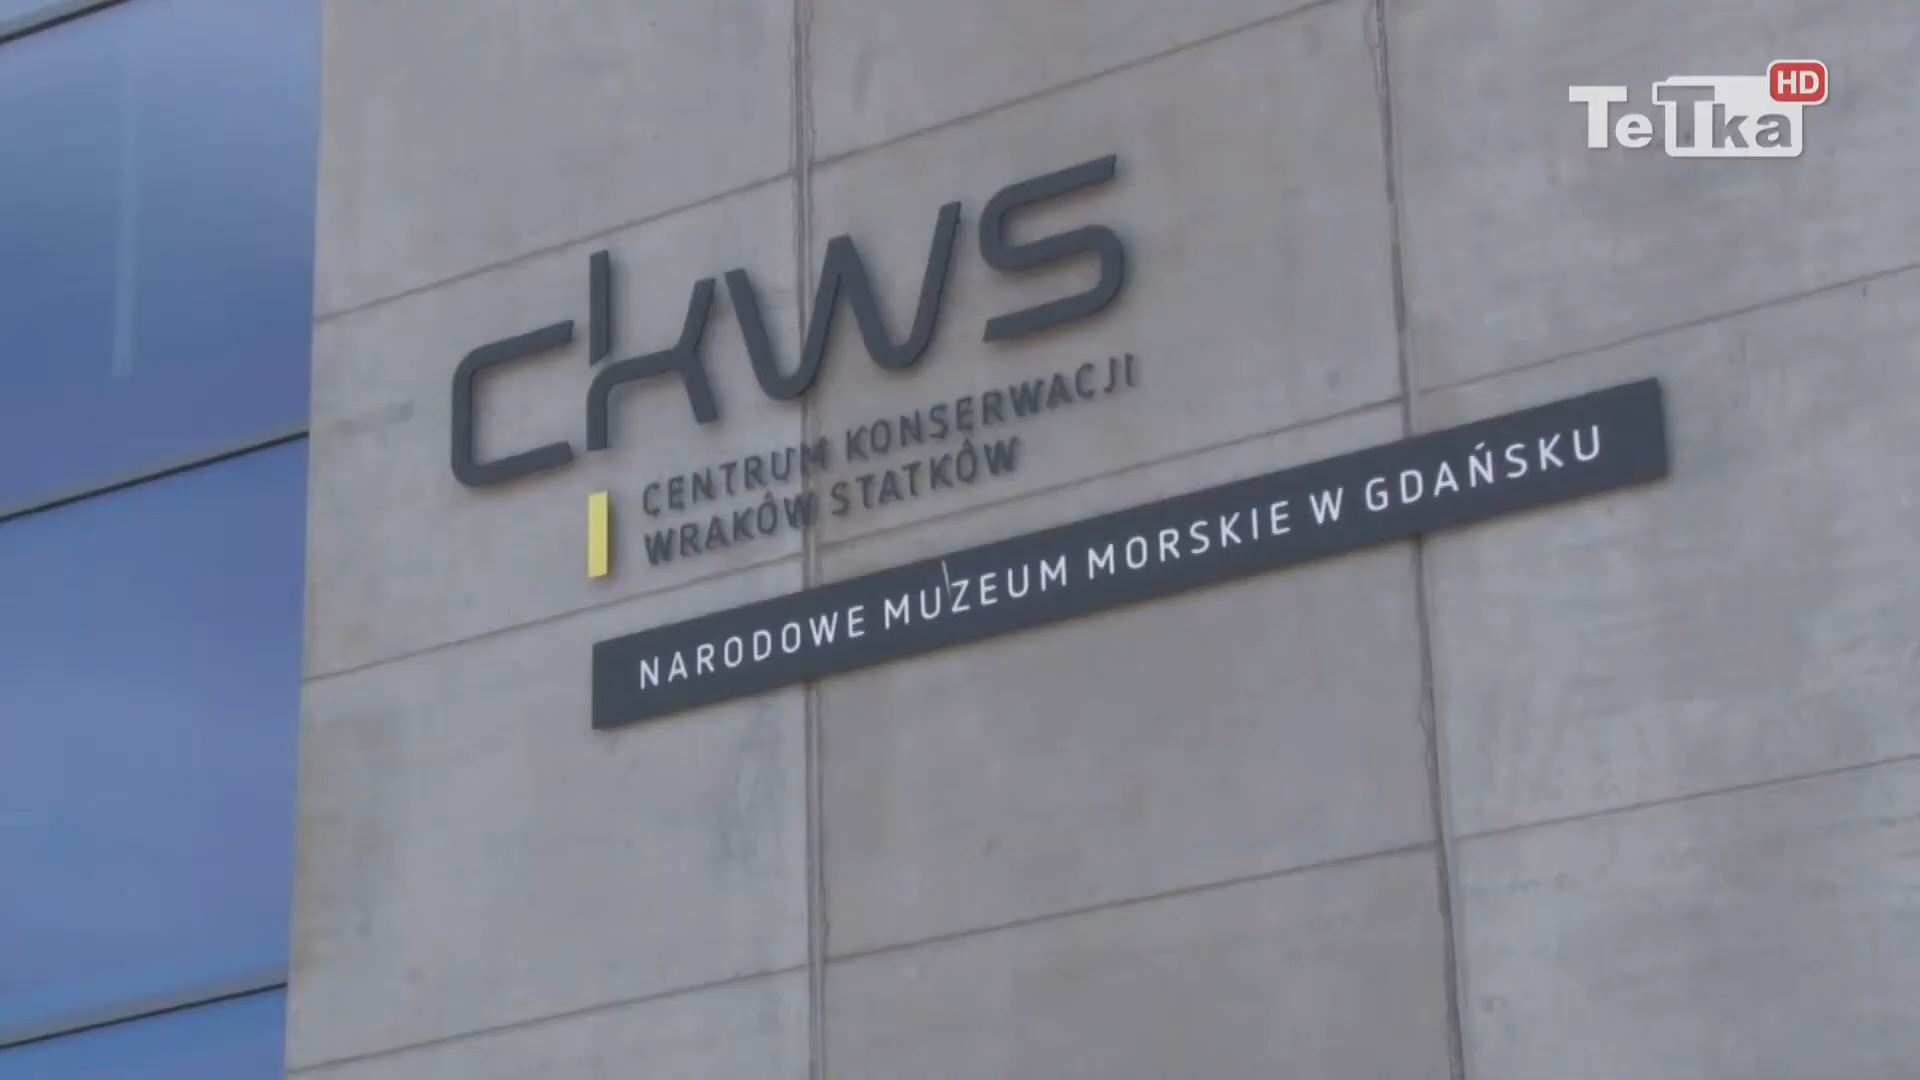 TeTka HD
ckws
CENTRUM KONSERWACJI
WRAKÓW STATKÓW
NARODOWE MUZEUM MORSKIE W GDAŃSKU